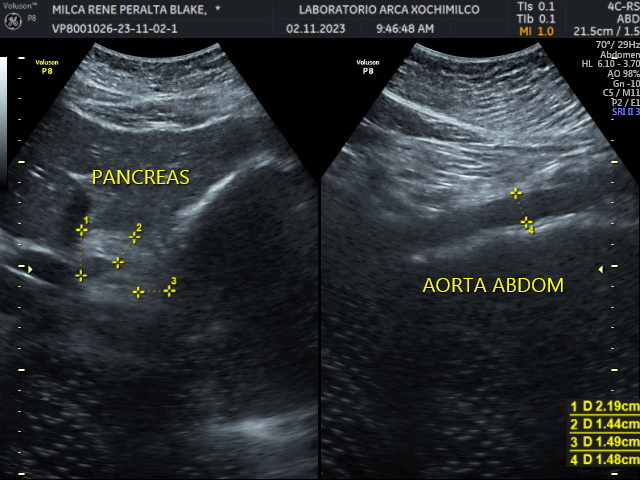 Voluson™
GE
P8
MILCA RENE PERALTA BLAKE, *
VP8001026-23-11-02-1
LABORATORIO ARCA XOCHIMILCO
02.11.2023 9:46:48 AM
TIs 0.1
TIb 0.1
MI 1.0
4C-RS
ABD
21.5cm / 1.5
70°/ 29Hz
Abdomen
HL 6.10 - 3.70
AO 98%
Gn -10
C5 / M11
P2 / E1
SRI II 3
Voluson
P8
PANCREAS
1
2
3
Voluson
P8
4
AORTA ABDOM
1 D 2.19cm
2 D 1.44cm
3 D 1.49cm
4 D 1.48cm